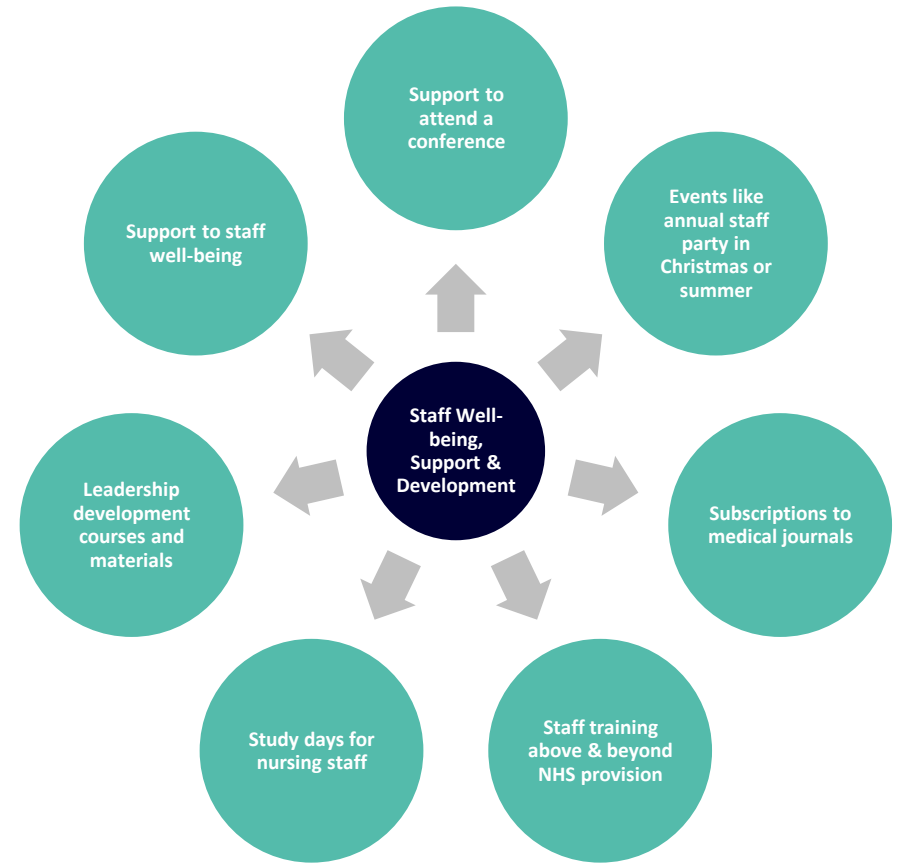 Support to
attend a
conference
Events like
annual staff
party in
Christmas or
summer
Subscriptions to
medical journals
Staff training
above & beyond
NHS provision
Study days for
nursing staff
Leadership
development
courses and
materials
Support to staff
well-being
Staff Well-
being,
Support &
Development